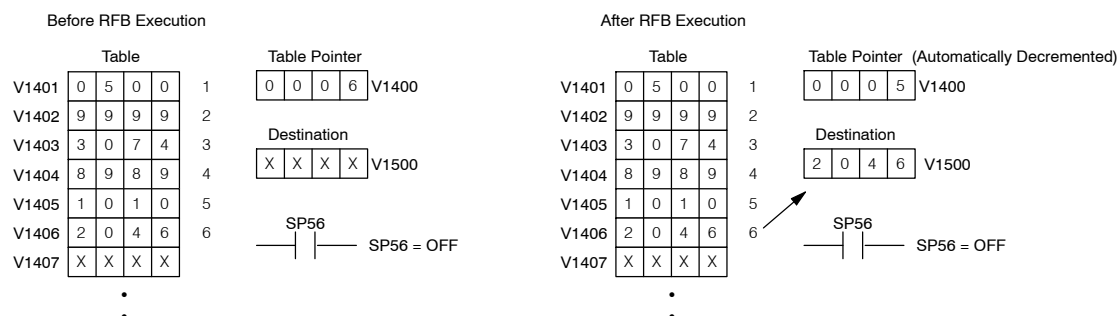 Before RFB Execution
Table
Table Pointer
V1401 0 5 0 0 1
0 0 0 6 V1400
V1402 9 9 9 9 2
Destination
V1403 3 0 7 4 3
X X X X V1500
V1404 8 9 8 9 4
V1405 1 0 1 0 5
SP56
V1406 2 0 4 6 6
SP56 = OFF
V1407 X X X X
After RFB Execution
Table
Table Pointer (Automatically Decremented)
V1401 0 5 0 0 1
0 0 0 5 V1400
V1402 9 9 9 9 2
Destination
V1403 3 0 7 4 3
2 0 4 6 V1500
V1404 8 9 8 9 4
V1405 1 0 1 0 5
SP56
V1406 2 0 4 6 6
SP56 = OFF
V1407 X X X X